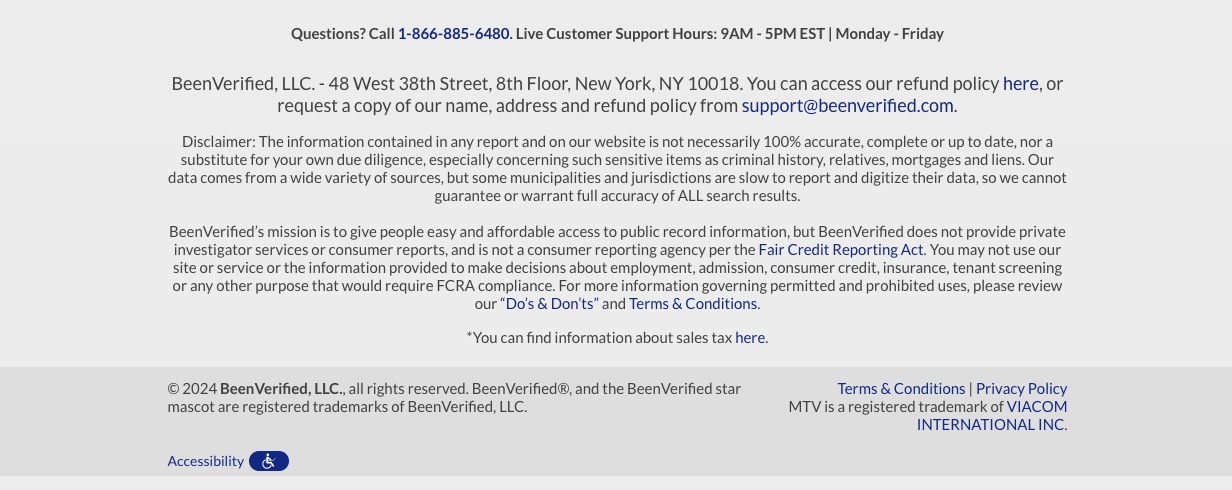 Questions? Call 1-866-885-6480. Live Customer Support Hours: 9AM - 5PM EST | Monday - Friday
BeenVerified, LLC. - 48 West 38th Street, 8th Floor, New York, NY 10018. You can access our refund policy here, or
request a copy of our name, address and refund policy from support@beenverified.com.
Disclaimer: The information contained in any report and on our website is not necessarily 100% accurate, complete or up to date, nor a
substitute for your own due diligence, especially concerning such sensitive items as criminal history, relatives, mortgages and liens. Our
data comes from a wide variety of sources, but some municipalities and jurisdictions are slow to report and digitize their data, so we cannot
guarantee or warrant full accuracy of ALL search results.
BeenVerified’s mission is to give people easy and affordable access to public record information, but BeenVerified does not provide private
investigator services or consumer reports, and is not a consumer reporting agency per the Fair Credit Reporting Act. You may not use our
site or service or the information provided to make decisions about employment, admission, consumer credit, insurance, tenant screening
or any other purpose that would require FCRA compliance. For more information governing permitted and prohibited uses, please review
our “Do’s & Don’ts” and Terms & Conditions.
*You can find information about sales tax here.
© 2024 BeenVerified, LLC., all rights reserved. BeenVerified®, and the BeenVerified star
mascot are registered trademarks of BeenVerified, LLC.
Terms & Conditions | Privacy Policy
MTV is a registered trademark of VIACOM
INTERNATIONAL INC.
Accessibility